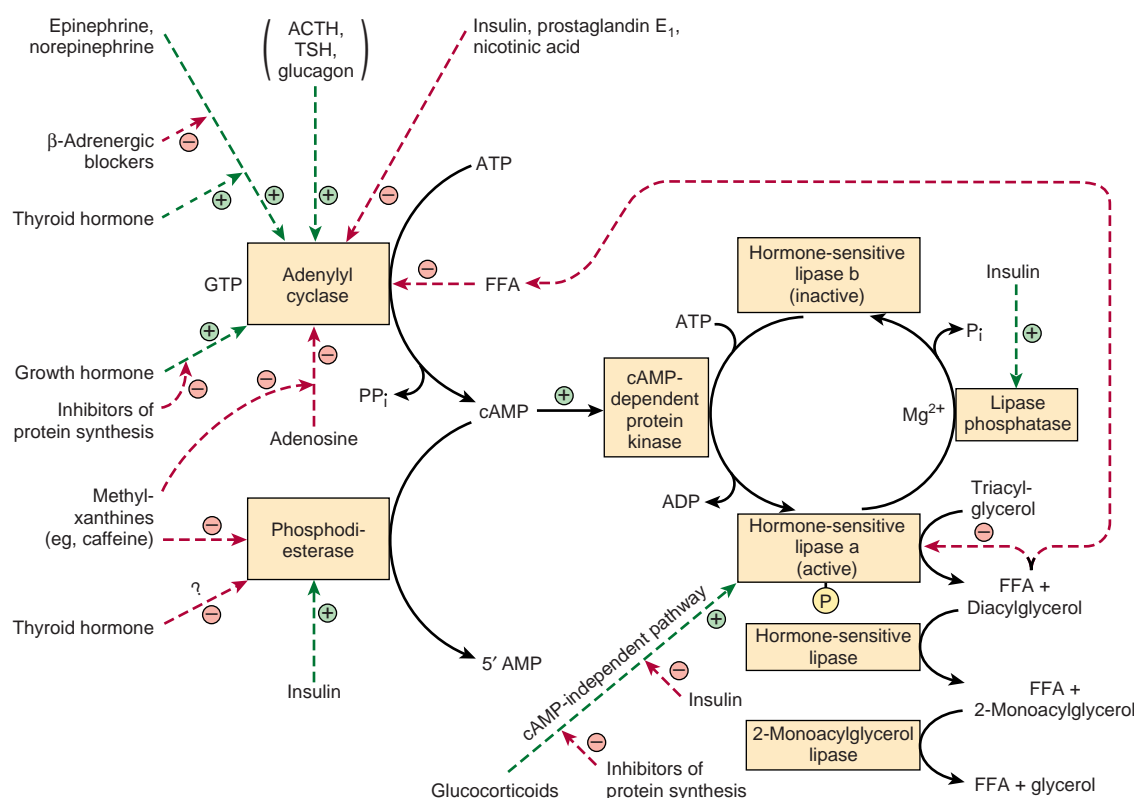 Epinephrine,
norepinephrine
ACTH,
TSH,
glucagon
Insulin, prostaglandin E₁,
nicotinic acid
β-Adrenergic
blockers
−
Thyroid hormone
+
+
+
−
ATP
GTP
Adenylyl
cyclase
−
FFA
Hormone-sensitive
lipase b
(inactive)
Insulin
+
Growth hormone
+
−
Inhibitors of
protein synthesis
−
−
Adenosine
PPi
cAMP
+
cAMP-
dependent
protein
kinase
ATP
ADP
Pi
Mg²⁺
Lipase
phosphatase
Methyl-
xanthines
(eg, caffeine)
−
Phosphodi-
esterase
Thyroid hormone
?
−
+
Insulin
5′ AMP
Hormone-sensitive
lipase a
(active)
P
Triacyl-
glycerol
−
FFA +
Diacylglycerol
Hormone-sensitive
lipase
FFA +
2-Monoacylglycerol
2-Monoacylglycerol
lipase
FFA + glycerol
cAMP-independent pathway
+
−
Insulin
−
Inhibitors of
protein synthesis
Glucocorticoids